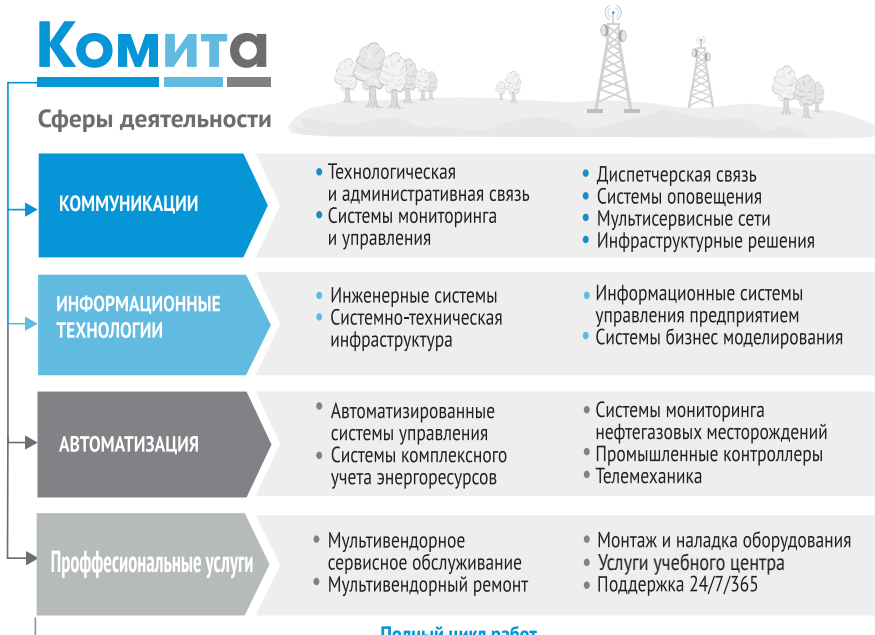 Комита
Сферы деятельности
КОММУНИКАЦИИ
Технологическая
и административная связь
Системы мониторинга
и управления
Диспетчерская связь
Системы оповещения
Мультисервисные сети
Инфраструктурные решения
ИНФОРМАЦИОННЫЕ
ТЕХНОЛОГИИ
Инженерные системы
Системно-техническая
инфраструктура
Информационные системы
управления предприятием
Системы бизнес моделирования
АВТОМАТИЗАЦИЯ
Автоматизированные
системы управления
Системы комплексного
учета энергоресурсов
Системы мониторинга
нефтегазовых месторождений
Промышленные контроллеры
Телемеханика
Проффесиональные услуги
Мультивендорное
сервисное обслуживание
Мультивендорный ремонт
Монтаж и наладка оборудования
Услуги учебного центра
Поддержка 24/7/365
Полный цикл работ